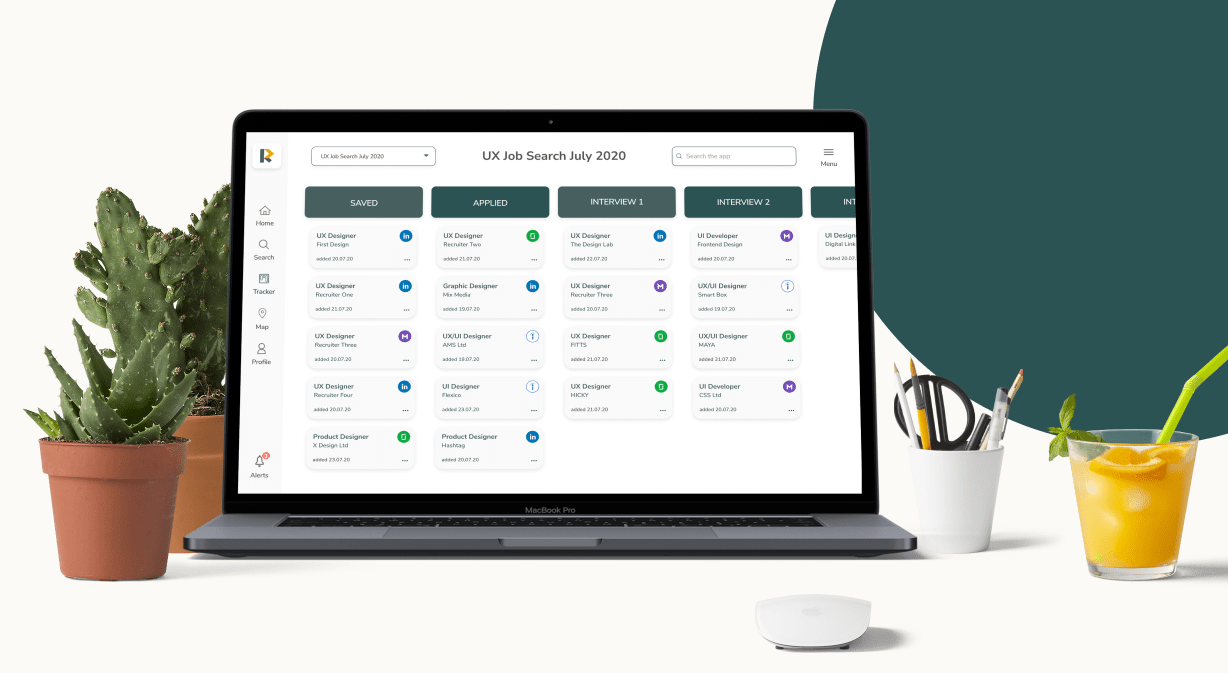 UX Job Search July 2020
UX Job Search July 2020
Search the app
Menu
Home
Search
Tracker
Map
Profile
3
Alerts
SAVED
UX Designer
First Design
added 20.07.20
UX Designer
Recruiter One
added 21.07.20
UX Designer
Recruiter Three
added 20.07.20
UX Designer
Recruiter Four
added 20.07.20
Product Designer
X Design Ltd
added 23.07.20
APPLIED
UX Designer
Recruiter Two
added 21.07.20
Graphic Designer
Mix Media
added 19.07.20
UX/UI Designer
AMS Ltd
added 19.07.20
UI Designer
Flexico
added 23.07.20
Product Designer
Hashtag
added 20.07.20
INTERVIEW 1
UX Designer
The Design Lab
added 22.07.20
UX Designer
Recruiter Three
added 20.07.20
UX Designer
FITTS
added 21.07.20
UX Designer
HICKY
added 21.07.20
INTERVIEW 2
UI Developer
Frontend Design
added 20.07.20
UX/UI Designer
Smart Box
added 19.07.20
UX/UI Designer
MAYA
added 21.07.20
UI Developer
CSS Ltd
added 20.07.20
INT
UI Design
Digital Link
added 20.07
MacBook Pro